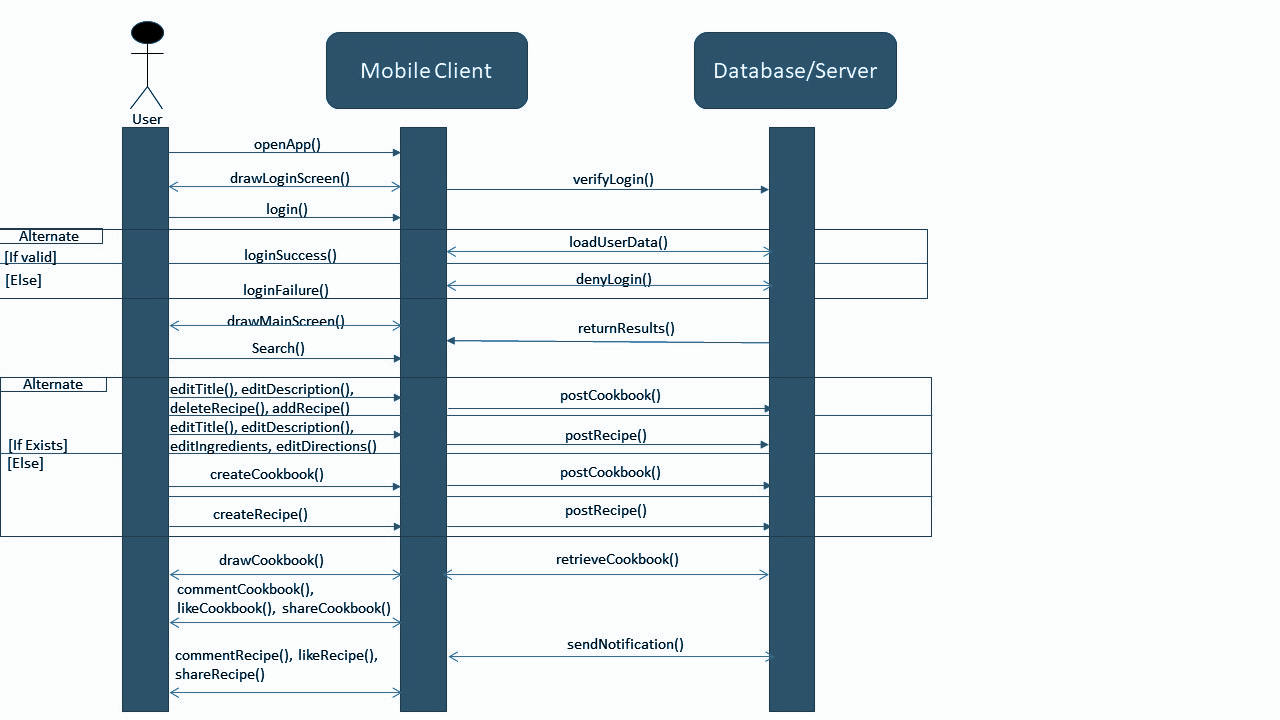 Mobile Client
Database/Server
User
openApp()
drawLoginScreen()
verifyLogin()
login()
Alternate
loadUserData()
[If valid]
loginSuccess()
[Else]
denyLogin()
loginFailure()
drawMainScreen()
returnResults()
Search()
Alternate
editTitle(), editDescription(),
deleteRecipe(), addRecipe()
postCookbook()
editTitle(), editDescription(),
editIngredients, editDirections()
postRecipe()
[If Exists]
[Else]
createCookbook()
postCookbook()
createRecipe()
postRecipe()
drawCookbook()
retrieveCookbook()
commentCookbook(),
likeCookbook(), shareCookbook()
sendNotification()
commentRecipe(), likeRecipe(),
shareRecipe()